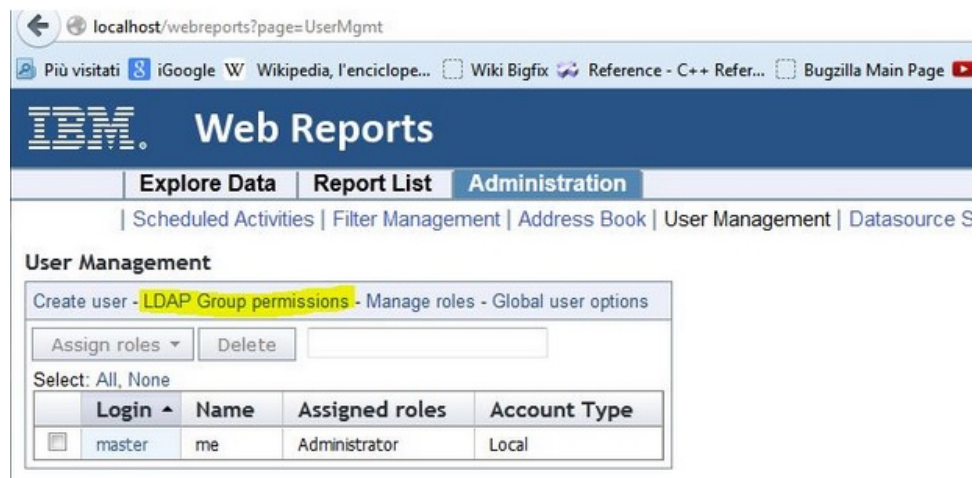 localhost/webreports?page=UserMgmt
Più visitati iGoogle W Wikipedia, l'enciclope... Wiki Bigfix Reference - C++ Refer... Bugzilla Main Page
IBM. Web Reports
Explore Data | Report List Administration
| Scheduled Activities | Filter Management | Address Book | User Management | Datasource S
User Management
Create user - LDAP Group permissions - Manage roles - Global user options
Assign roles Delete
Select: All, None
Login Name Assigned roles Account Type
master me Administrator Local